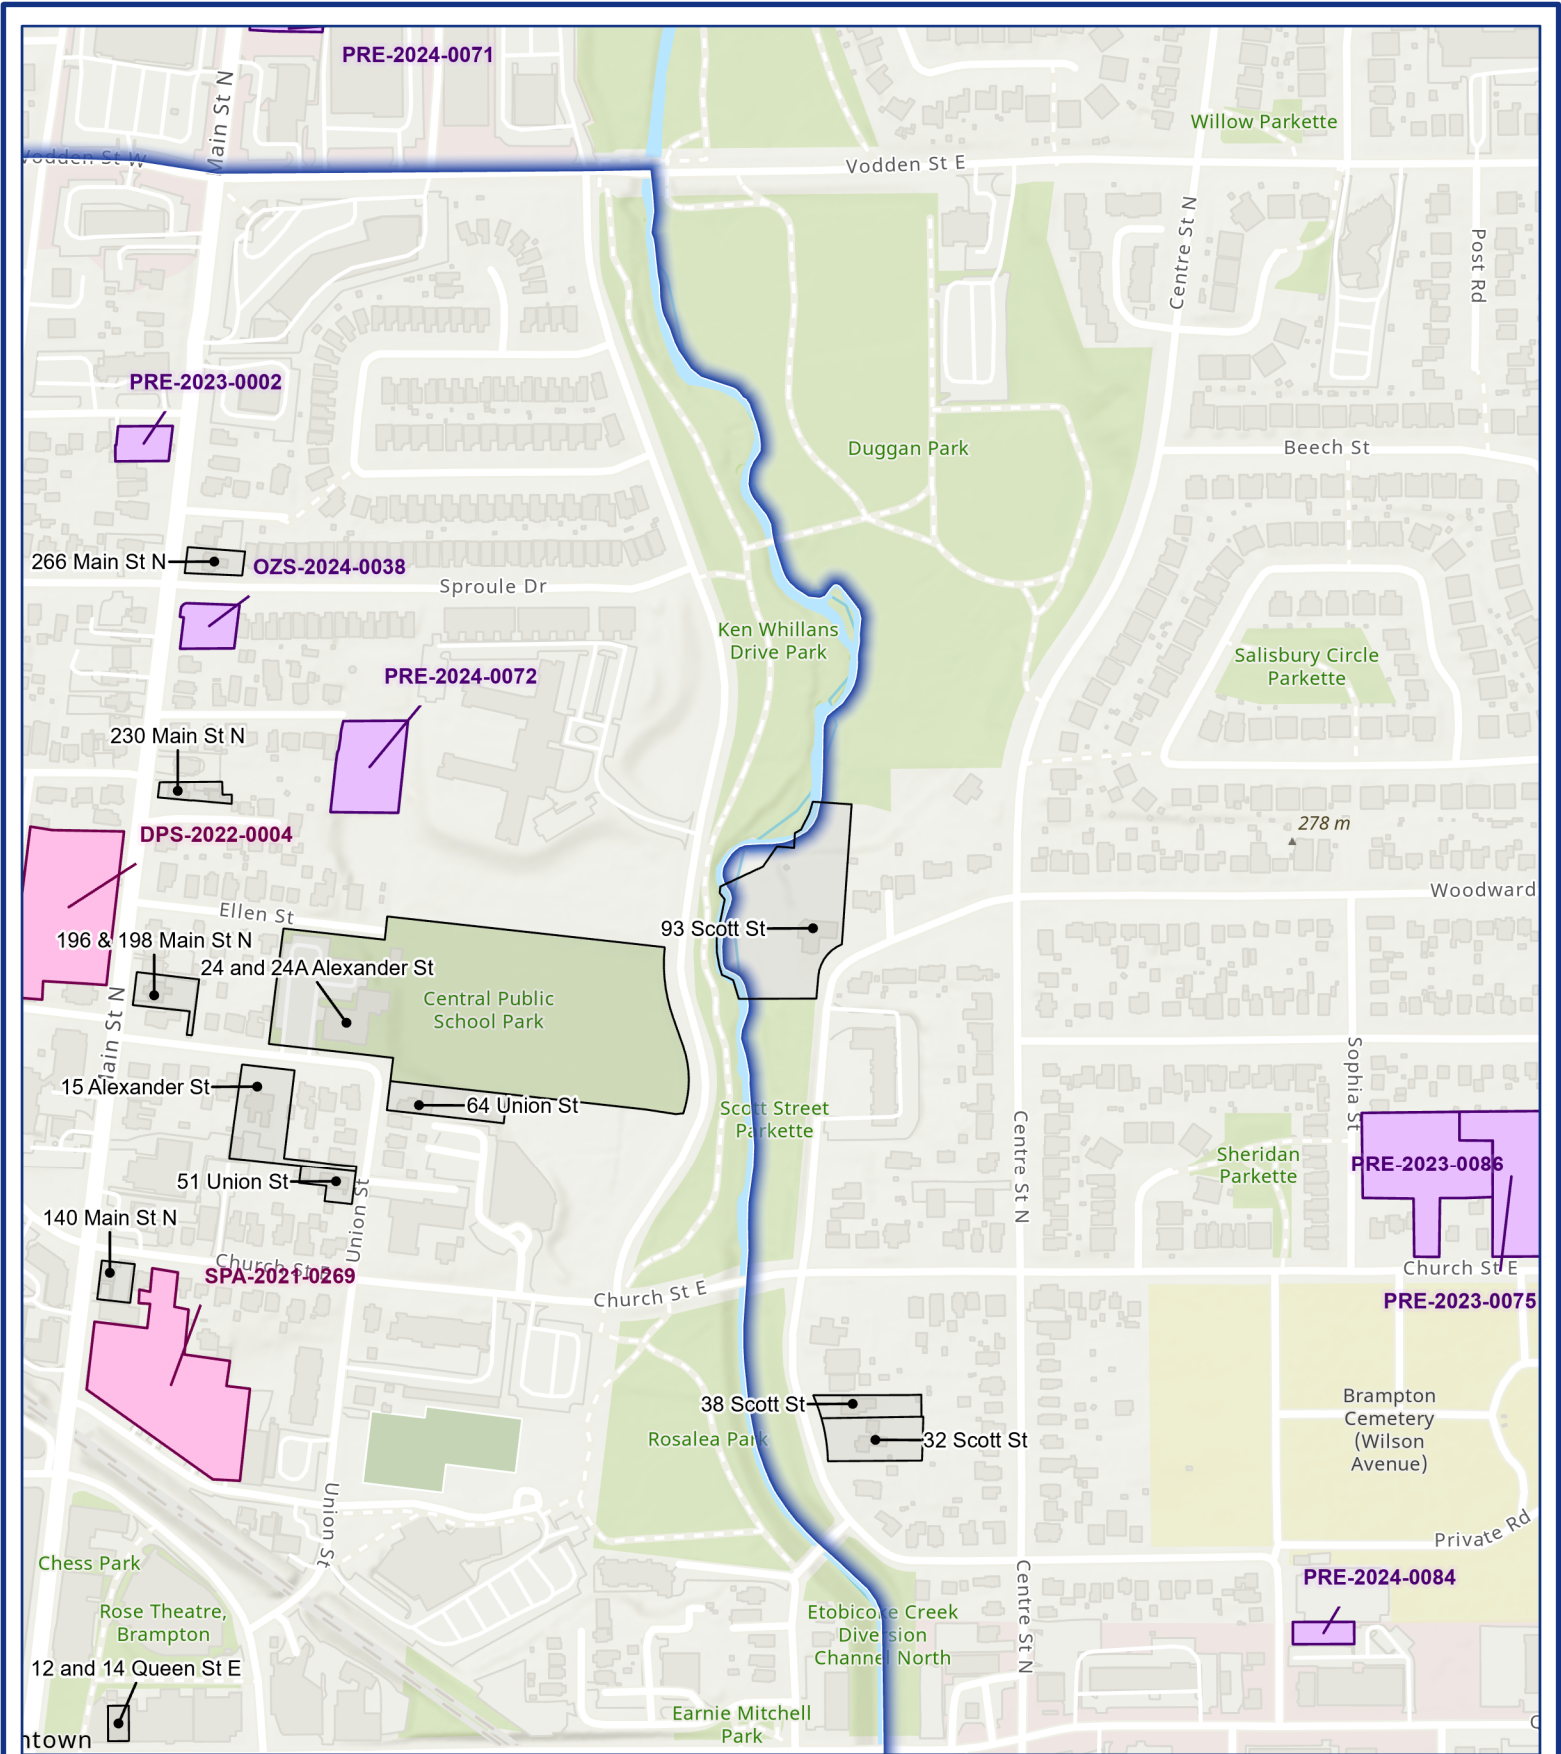 PRE-2024-0071
Main St N
Willow Parkette
Vodden St W
Vodden St E
Centre St N
Post Rd
PRE-2023-0002
Duggan Park
Beech St
266 Main St N
OZS-2024-0038
Sproule Dr
Ken Whillans
Drive Park
Salisbury Circle
Parkette
PRE-2024-0072
230 Main St N
278 m
DPS-2022-0004
Woodward
Ellen St
93 Scott St
196 & 198 Main St N
24 and 24A Alexander St
Central Public
School Park
Main St N
15 Alexander St
64 Union St
Scott Street
Parkette
Sophia St
Centre St N
Sheridan
Parkette
PRE-2023-0086
51 Union St
Union St
140 Main St N
Church St E
SPA-2021-0269
Church St E
Church St E
PRE-2023-0075
38 Scott St
32 Scott St
Rosalea Park
Brampton
Cemetery
(Wilson
Avenue)
Union St
Private Rd
Chess Park
PRE-2024-0084
Centre St N
Rose Theatre,
Brampton
Etobicoke Creek
Diversion
Channel North
12 and 14 Queen St E
Earnie Mitchell
Park
ntown